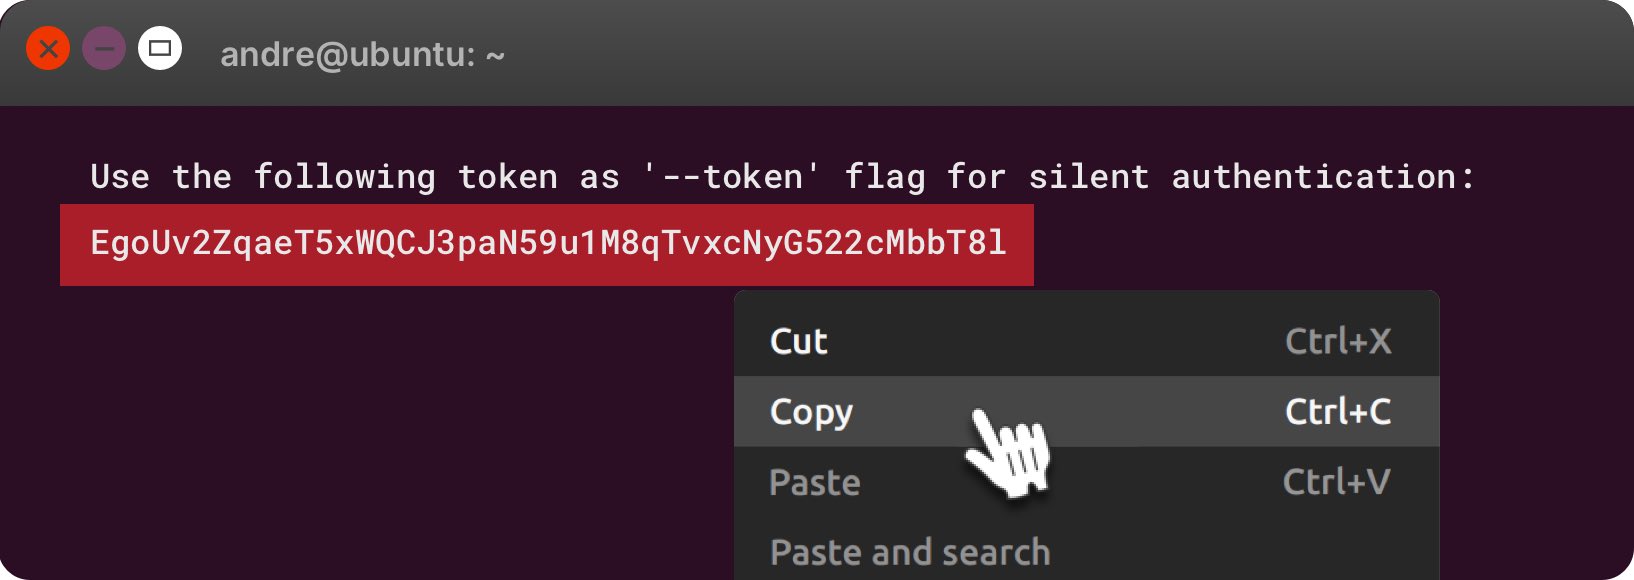 andre@ubuntu: ~
Use the following token as '--token' flag for silent authentication:
EgoUv2ZqaeT5xWQCJ3paN59u1M8qTvxcNyG522cMbbT8l
Cut Ctrl+X
Copy Ctrl+C
Paste Ctrl+V
Paste and search